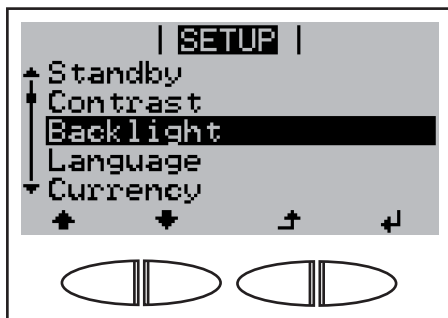 | SETUP |
Standby
Contrast
Backlight
Language
Currency